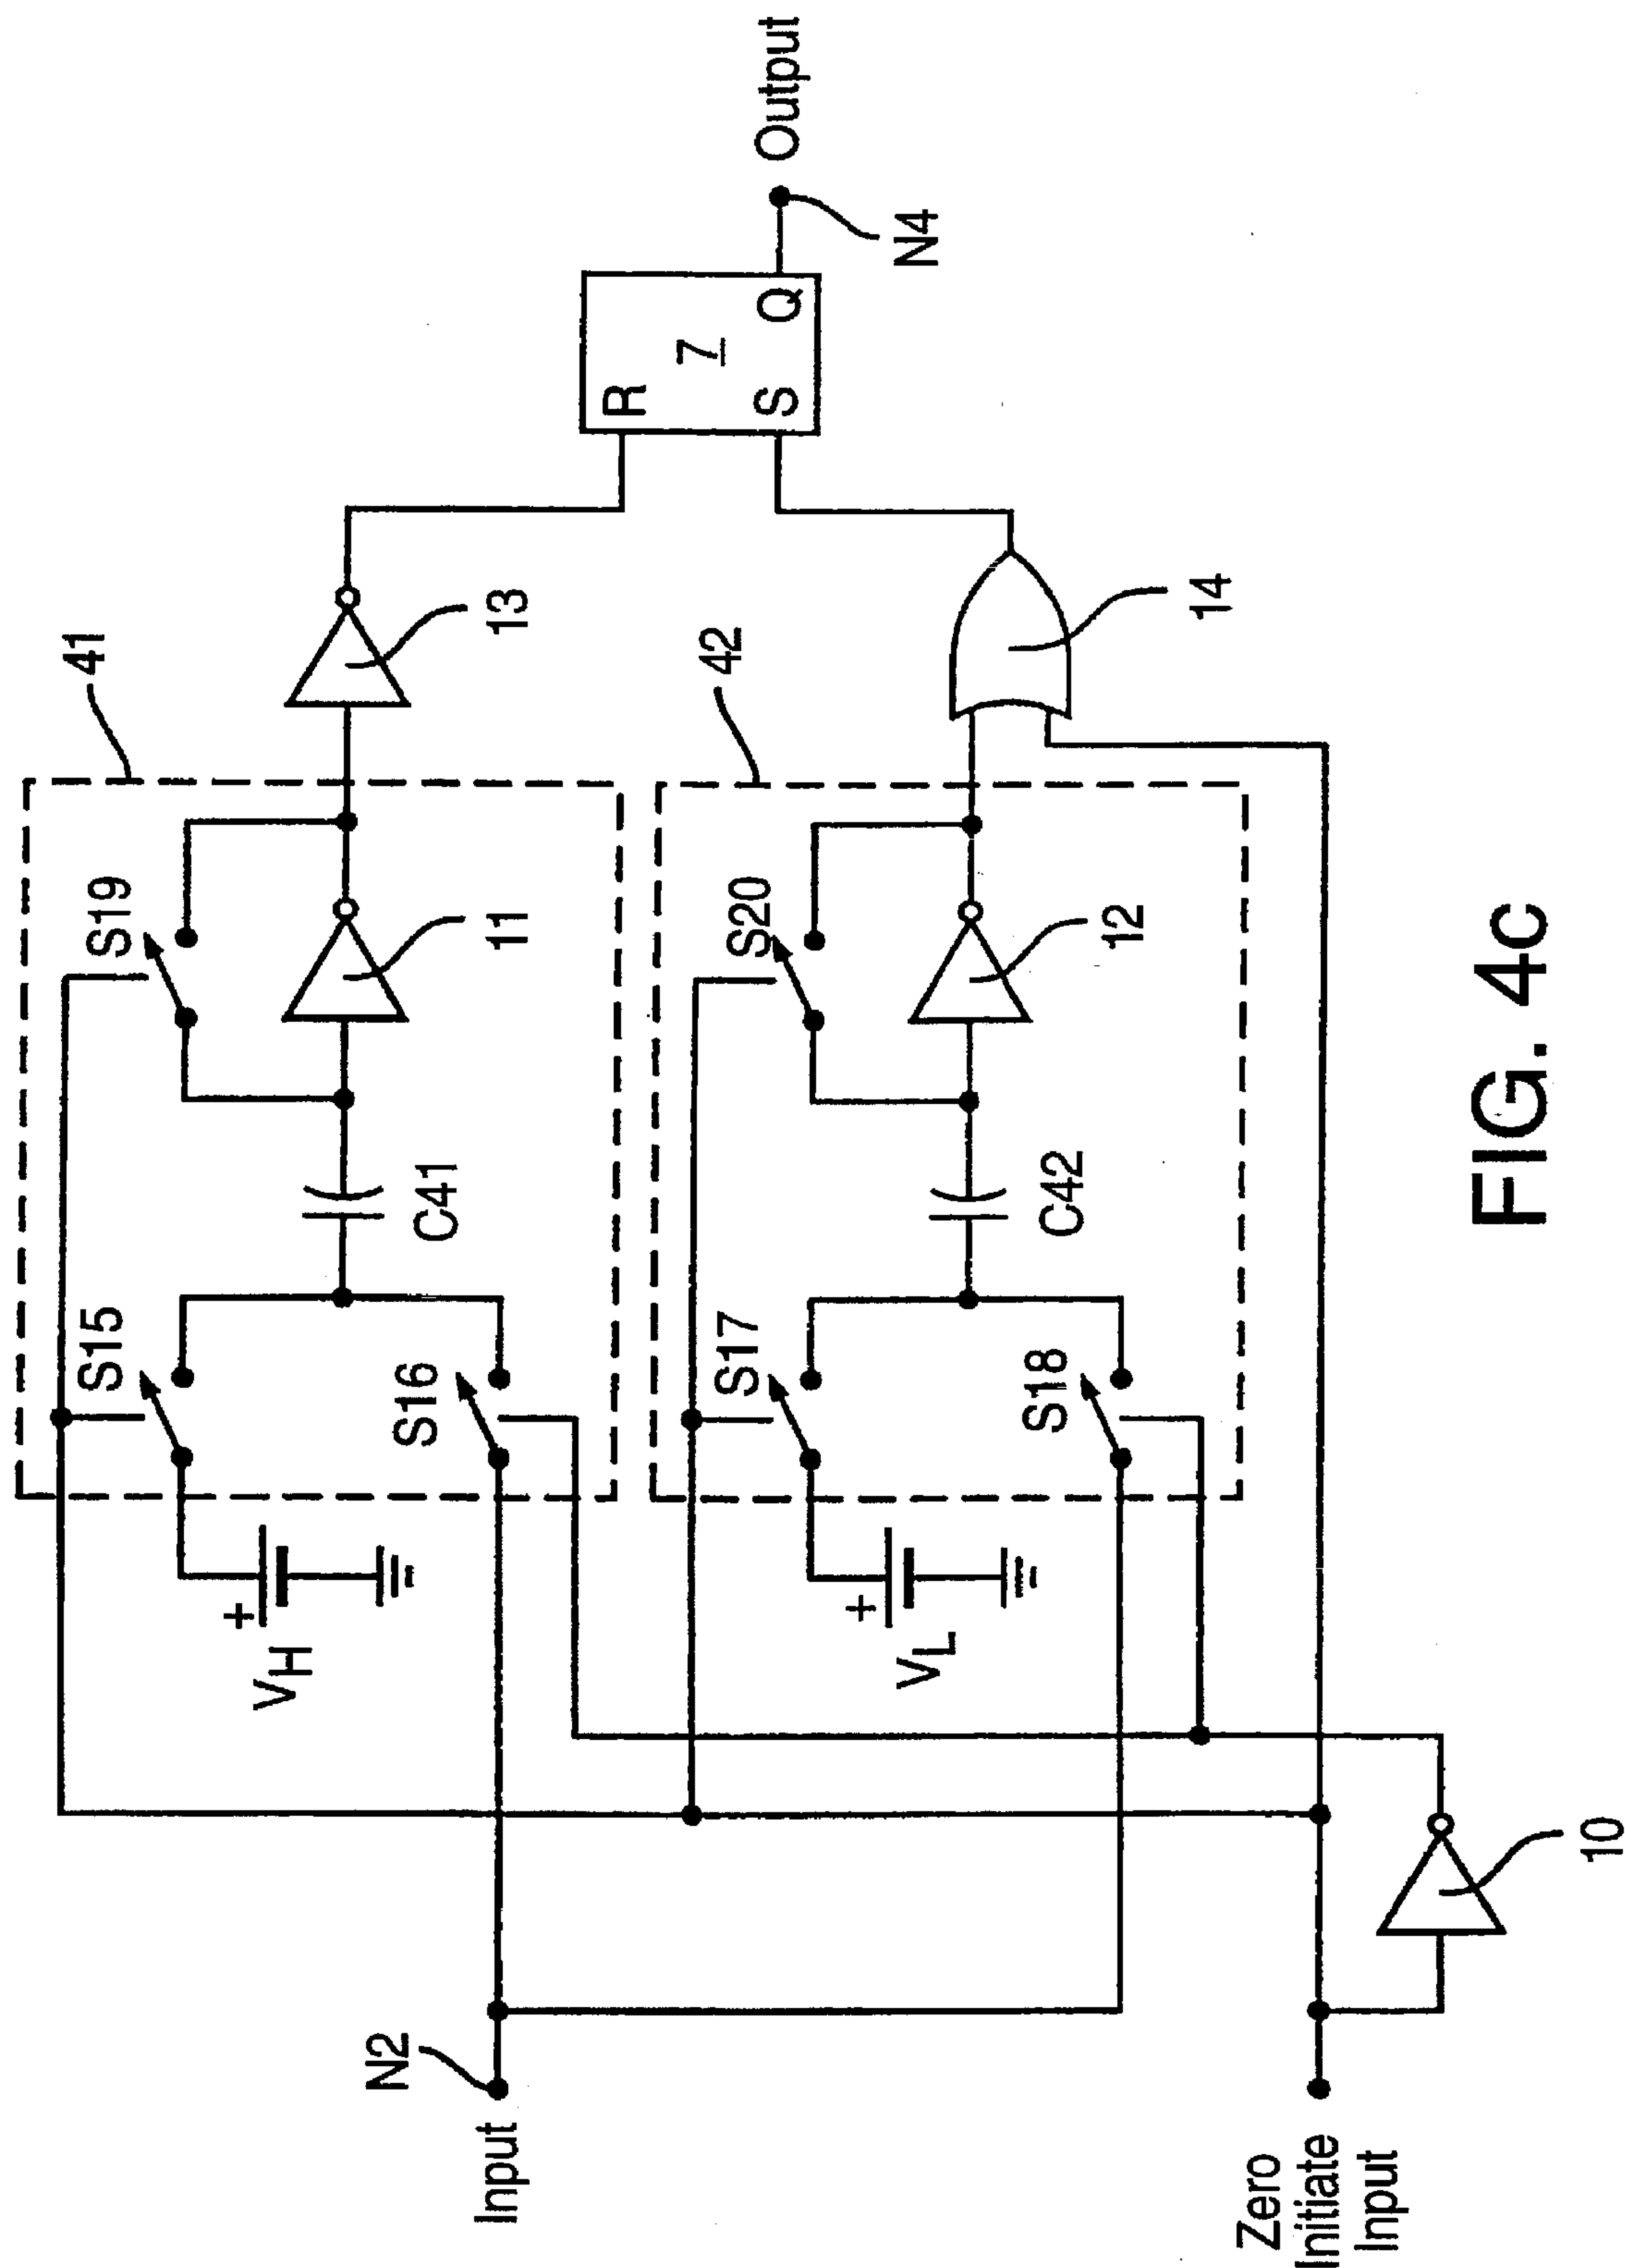 41
S15
S19
VH
+
C41
11
13
S16
R
7
S
Q
Output
N4
N2
Input
42
S17
S20
VL
+
C42
12
14
S18
Zero
Initiate
Input
10
FIG. 4c